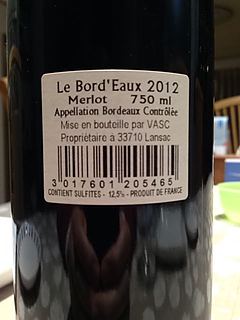 Le Bord'Eaux 2012
Merlot 750 ml
Appellation Bordeaux Contrôlée
Mise en bouteille par VASC
Propriétaire à 33710 Lansac
3 017601 205465
CONTIENT SULFITES - 12,5% - PRODUIT DE FRANCE